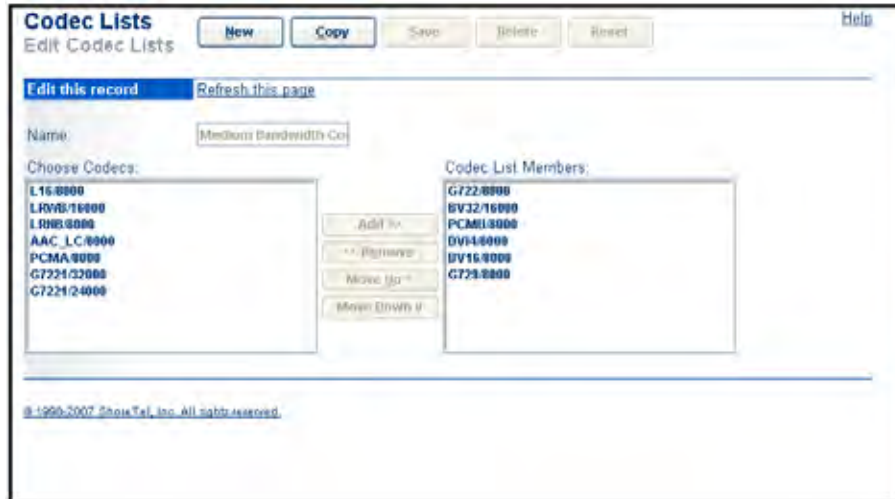 Codec Lists
Edit Codec Lists
New
Copy
Save
Delete
Reset
Help
Edit this record
Refresh this page
Name
Medium Bandwidth Co
Choose Codecs:
L16/8000
LRWB/16000
LRNB/8000
AAC_LC/8000
PCMA/8000
G7221/32000
G7221/24000
Add >>
<< Remove
Move Up ^
Move Down v
Codec List Members:
G722/8000
BV32/16000
PCMU/8000
DVI4/8000
BV16/8000
G729/8000
© 1998-2007 ShoreTel, Inc. All rights reserved.